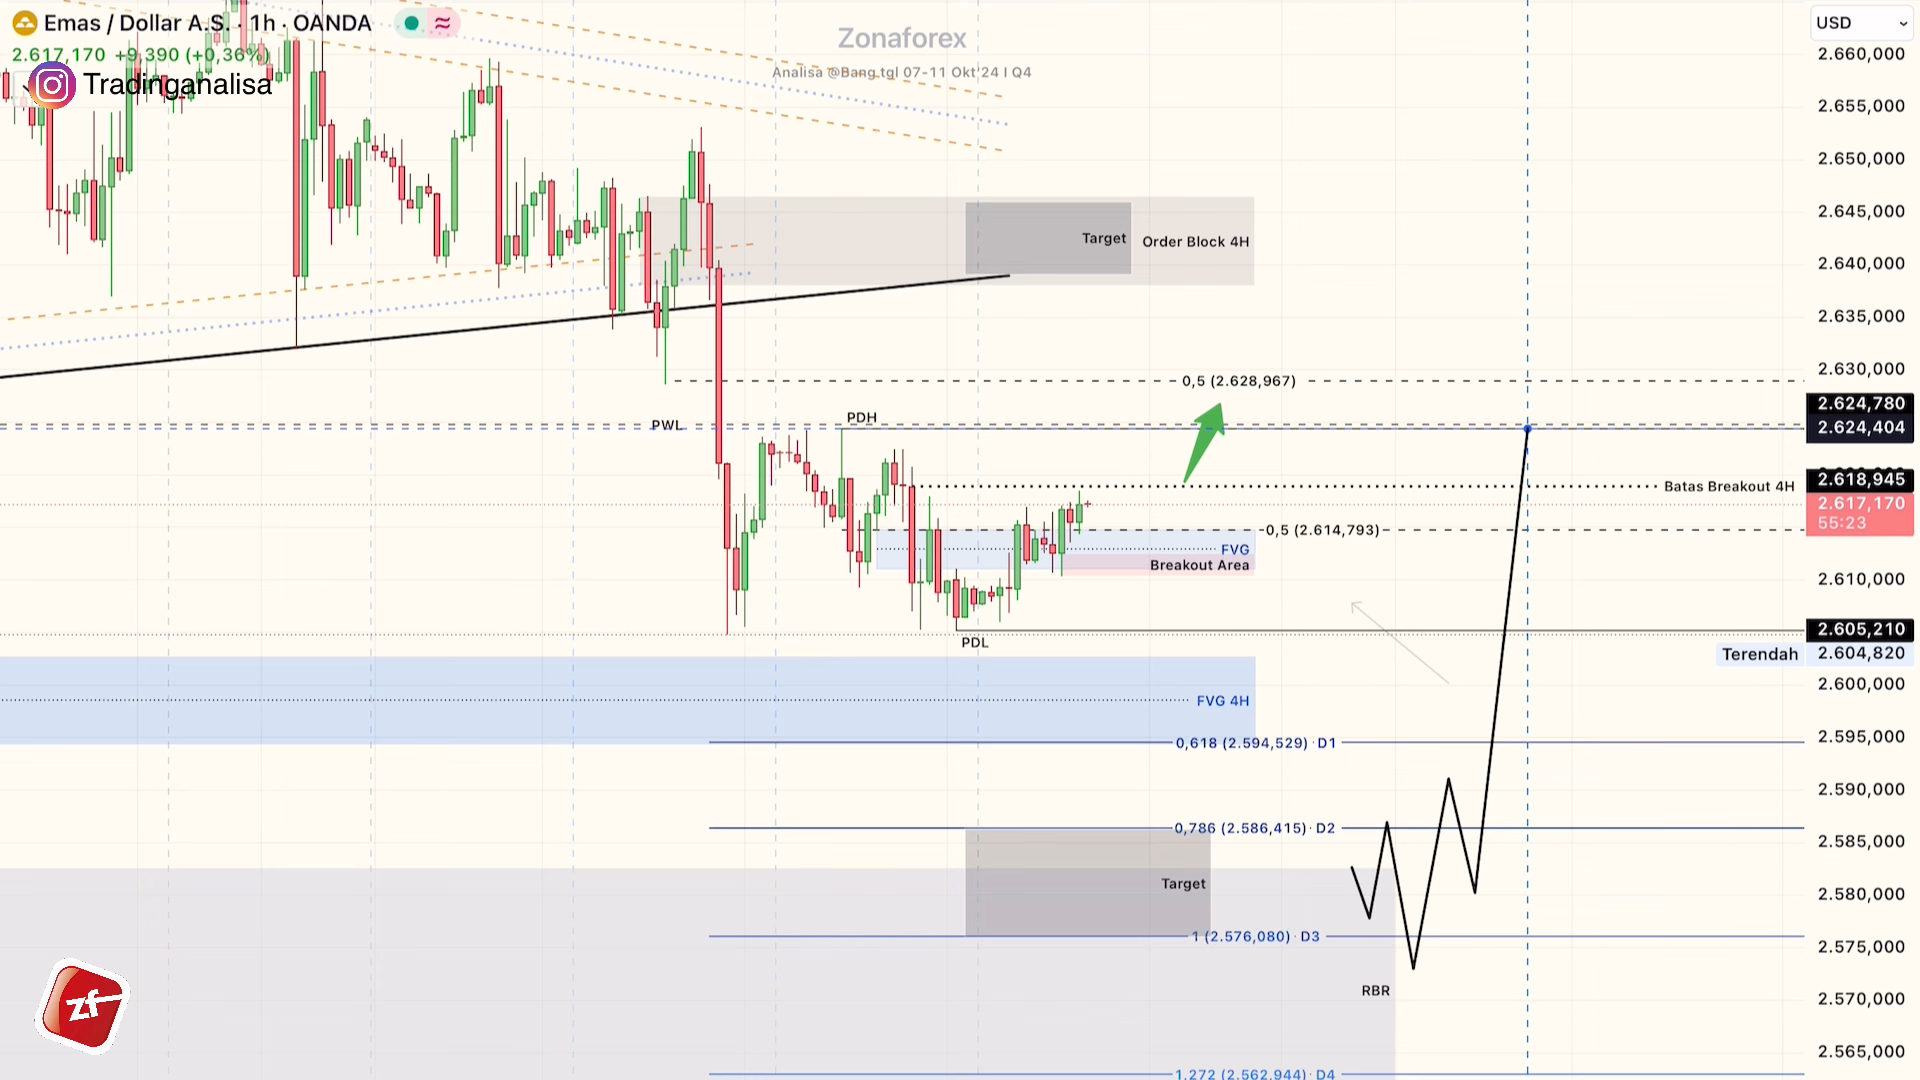 Emas / Dollar A.S. · 1h · OANDA
2.617,170 +9,390 (+0,36%)
Tradinganalisa
Zonaforex
Analisa @Bang.tgl 07-11 Okt'24 I Q4
USD
2.660,000
2.655,000
2.650,000
2.645,000
Target
Order Block 4H
2.640,000
2.635,000
2.630,000
0,5 (2.628,967)
2.624,780
PDH
PWL
2.624,404
2.618,945
Batas Breakout 4H
2.617,170
55:23
0,5 (2.614,793)
FVG
Breakout Area
2.610,000
2.605,210
PDL
Terendah
2.604,820
2.600,000
FVG 4H
2.595,000
0,618 (2.594,529) · D1
2.590,000
0,786 (2.586,415) · D2
2.585,000
Target
2.580,000
1 (2.576,080) · D3
2.575,000
RBR
2.570,000
zf
2.565,000
1,272 (2.562,944) · D4